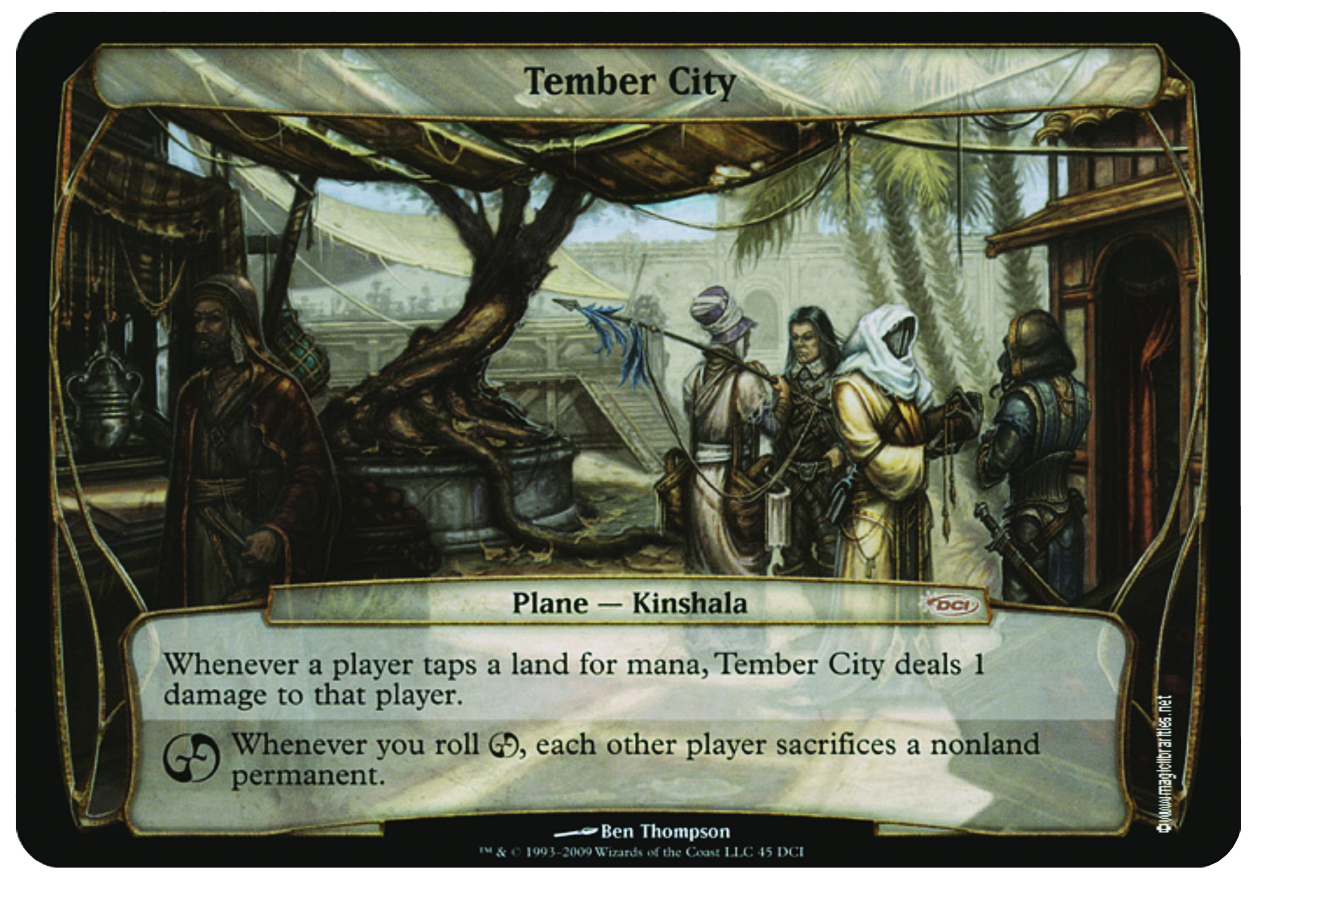 Tember City
Plane — Kinshala
DCI
Whenever a player taps a land for mana, Tember City deals 1
damage to that player.
Whenever you roll , each other player sacrifices a nonland
permanent.
Ben Thompson
™ & © 1993–2009 Wizards of the Coast LLC 45 DCI
© www.magiclibrarities.net